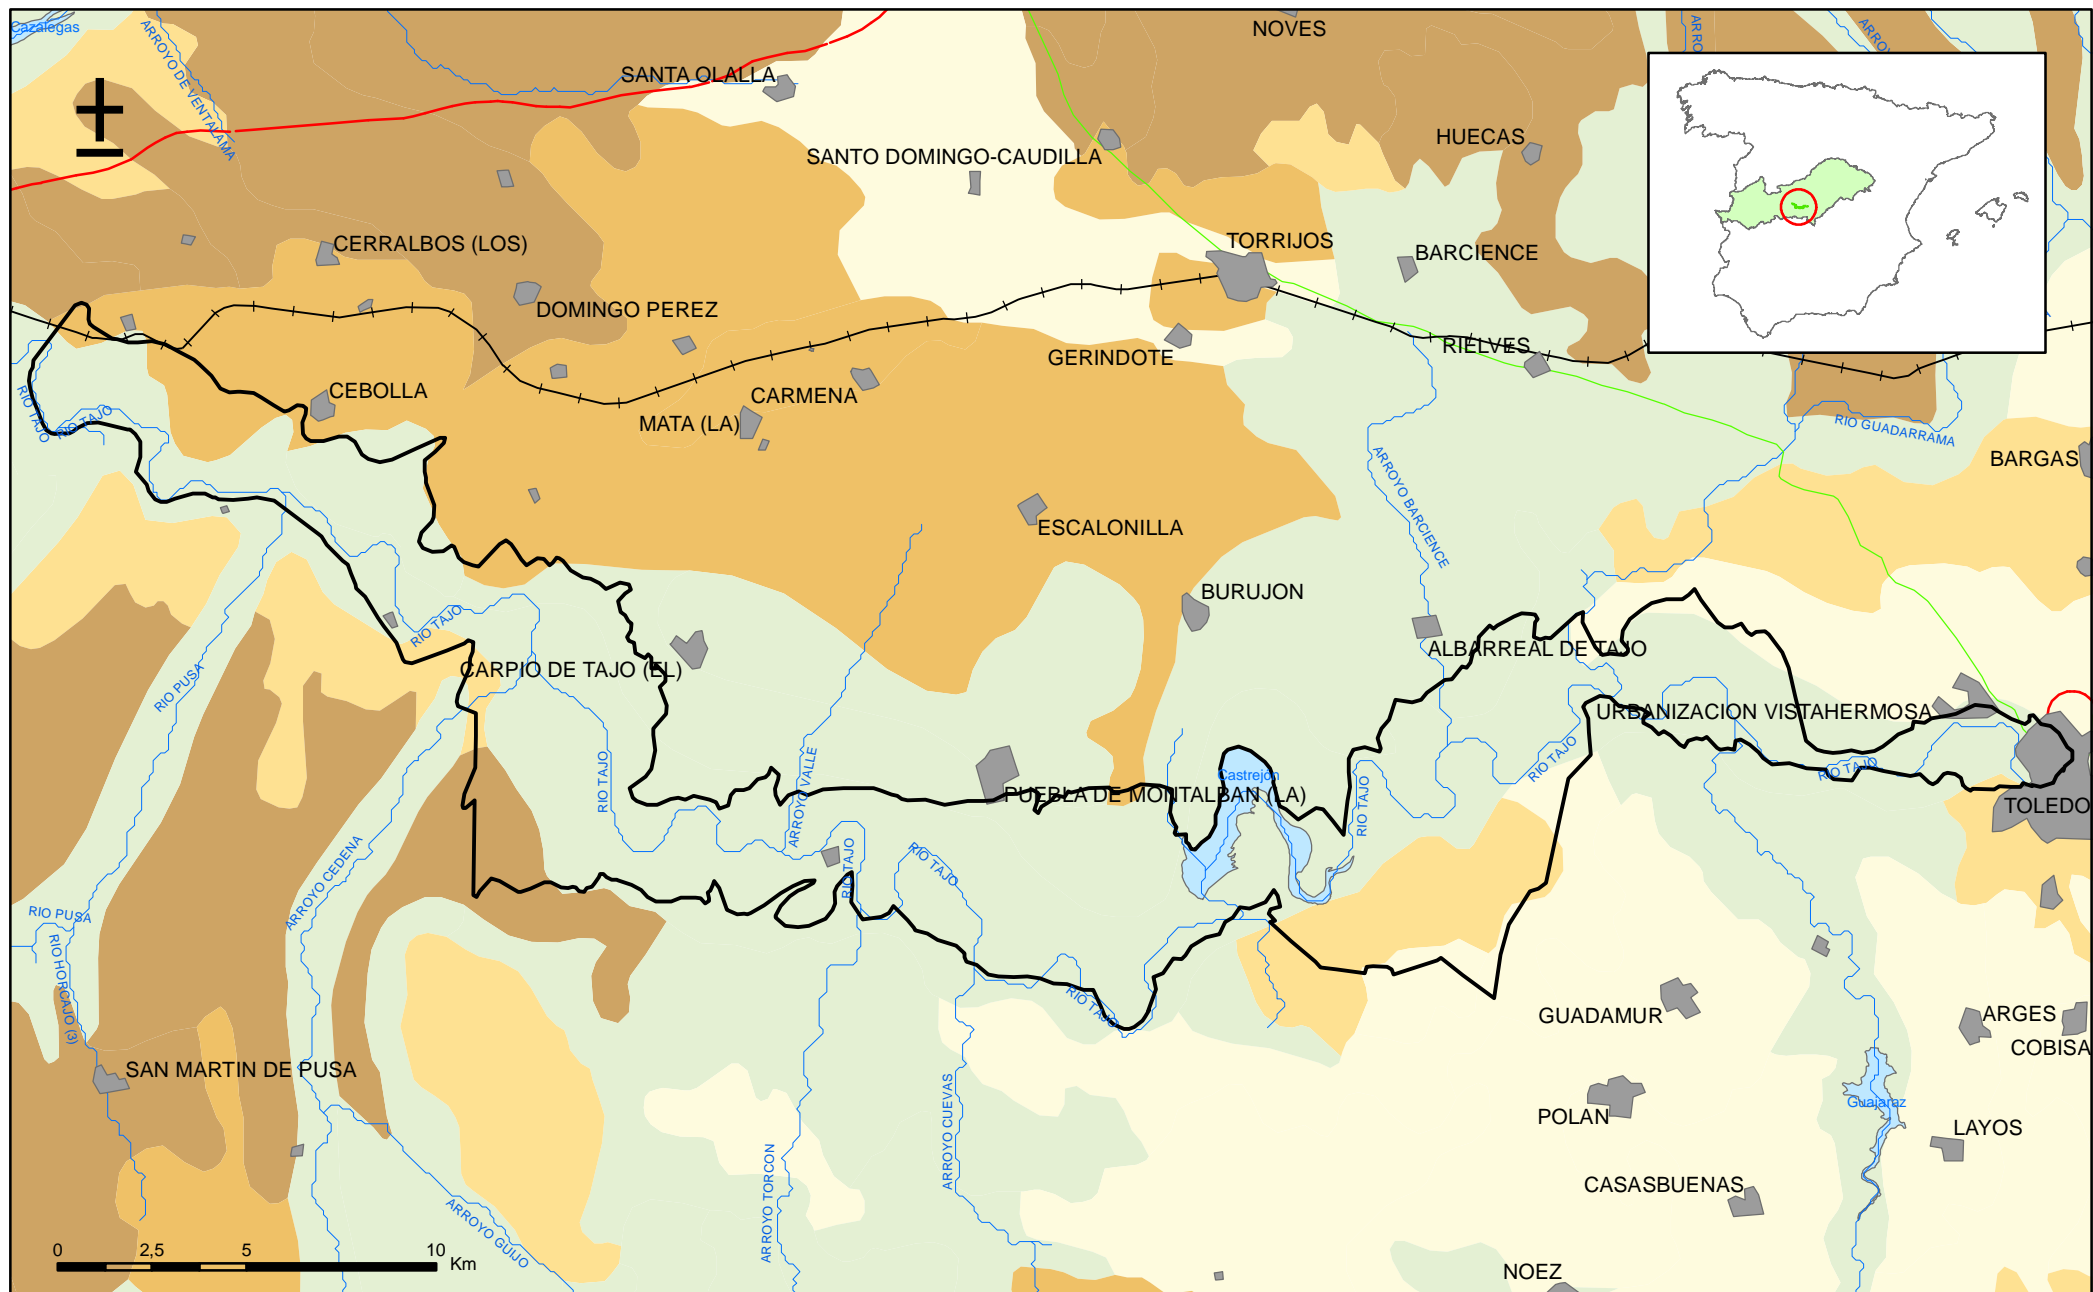 NOVES
Cazalegas
ARROYO DE VENTALAMA
ARRO
ARROY
SANTA OLALLA
HUECAS
SANTO DOMINGO-CAUDILLA
CERRALBOS (LOS)
TORRIJOS
BARCIENCE
DOMINGO PEREZ
RIELVES
GERINDOTE
CEBOLLA
CARMENA
RIO TAJO
RIO TAJO
MATA (LA)
RIO GUADARRAMA
BARGAS
ARROYO BARCIENCE
ESCALONILLA
BURUJON
RIO TAJO
ALBARREAL DE TAJO
CARPIO DE TAJO (EL)
RIO PUSA
URBANIZACION VISTAHERMOSA
RIO TAJO
ARROYO VALLE
RIO TAJO
RIO TAJO
Castrejón
PUEBLA DE MONTALBAN (LA)
RIO TAJO
TOLEDO
ARROYO CEDENA
RIO TAJO
RIO TAJO
RIO PUSA
RIO HORCAJO (3)
RIO TAJO
GUADAMUR
ARGES
COBISA
SAN MARTIN DE PUSA
ARROYO CUEVAS
POLAN
Guajaraz
LAYOS
ARROYO TORCON
CASASBUENAS
ARROYO GUIJO
0 2,5 5 10
Km
NOEZ